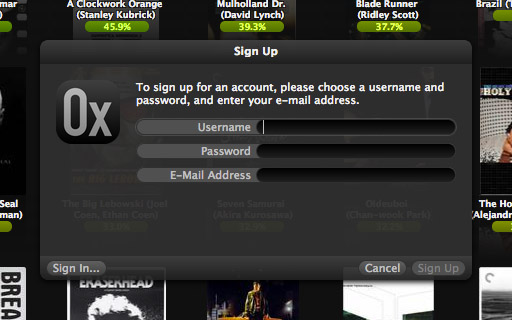 mar
A Clockwork Orange
(Stanley Kubrick)
45.9%
Mulholland Dr.
(David Lynch)
39.3%
Blade Runner
(Ridley Scott)
37.7%
Brazil (T
Sign Up
0x
To sign up for an account, please choose a username and
password, and enter your e-mail address.
Username
Password
E-Mail Address
HOLY
Seal
man)
The Big Lebowski (Joel
Coen, Ethan Coen)
Seven Samurai
(Akira Kurosawa)
Oldeuboi
(Chan-wook Park)
The Ho
(Alejandr
Sign In...
Cancel
Sign Up
BREA
ERASERHEAD